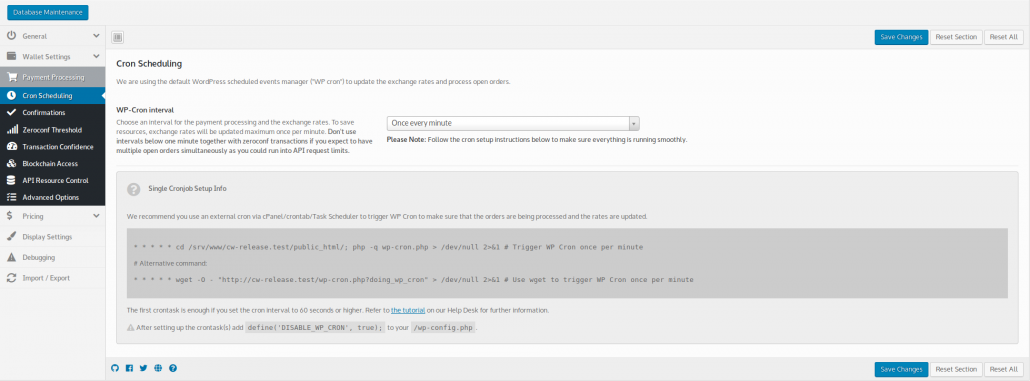 Database Maintenance
General
Wallet Settings
Payment Processing
Cron Scheduling
Confirmations
Zeroconf Threshold
Transaction Confidence
Blockchain Access
API Resource Control
Advanced Options
Pricing
Display Settings
Debugging
Import / Export
Save Changes
Reset Section
Reset All
Cron Scheduling
We are using the default WordPress scheduled events manager ("WP cron") to update the exchange rates and process open orders.
WP-Cron interval
Choose an interval for the payment processing and the exchange rates. To save
resources, exchange rates will be updated maximum once per minute. Don't use
intervals below one minute together with zeroconf transactions if you expect to have
multiple open orders simultaneously as you could run into API request limits.
Once every minute
Please Note: Follow the cron setup instructions below to make sure everything is running smoothly.
Single Cronjob Setup Info
We recommend you use an external cron via cPanel/crontab/Task Scheduler to trigger WP Cron to make sure that the orders are being processed and the rates are updated.
* * * * * cd /srv/www/cw-release.test/public_html/; php -q wp-cron.php > /dev/null 2>&1 # Trigger WP Cron once per minute
# Alternative command:
* * * * * wget -O - "http://cw-release.test/wp-cron.php?doing_wp_cron" > /dev/null 2>&1 # Use wget to trigger WP Cron once per minute
The first crontask is enough if you set the cron interval to 60 seconds or higher. Refer to the tutorial on our Help Desk for further information.
After setting up the crontask(s) add define('DISABLE_WP_CRON', true); to your /wp-config.php .
Save Changes
Reset Section
Reset All